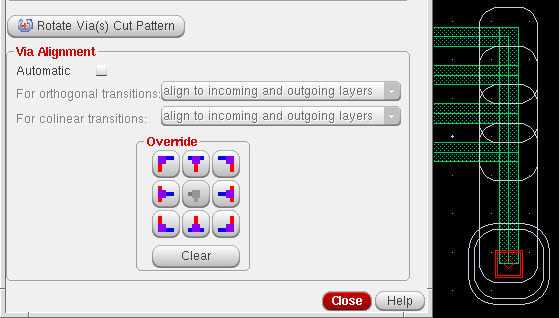 Rotate Via(s) Cut Pattern
Via Alignment
Automatic
For orthogonal transitions: align to incoming and outgoing layers
For colinear transitions: align to incoming and outgoing layers
Override
Clear
Close Help